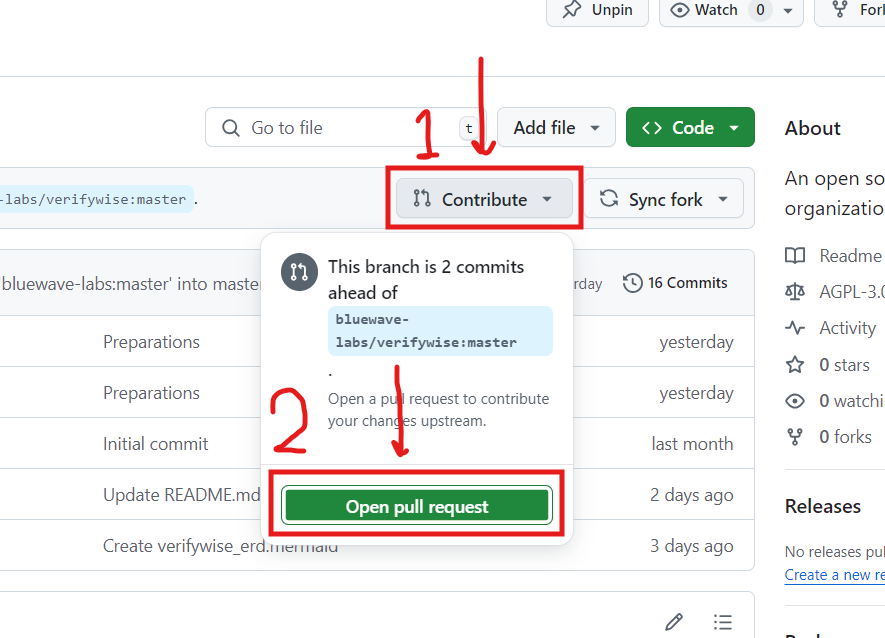 Unpin
Watch 0
Fork
Go to file t
Add file
Code
About
1
-labs/verifywise:master .
Contribute
Sync fork
An open so
organizatio
This branch is 2 commits
ahead of
bluewave-
labs/verifywise:master
.
Open a pull request to contribute
your changes upstream.
2
Open pull request
'bluewave-labs:master' into master
rday
16 Commits
Preparations yesterday
Preparations yesterday
Initial commit last month
Update README.md 2 days ago
Create verifywise_erd.mermaid 3 days ago
Readme
AGPL-3.0
Activity
0 stars
0 watchi
0 forks
Releases
No releases pu
Create a new re